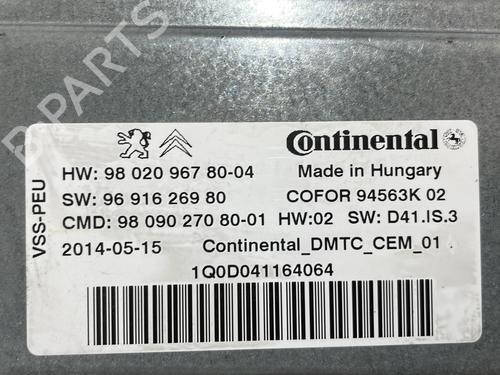 B PARTS
Continental
HW: 98 020 967 80-04
Made in Hungary
SW: 96 916 269 80
COFOR 94563K 02
CMD: 98 090 270 80-01
HW:02
SW: D41.IS.3
2014-05-15
Continental_DMTC_CEM_01
1Q0D041164064
VSS-PEU